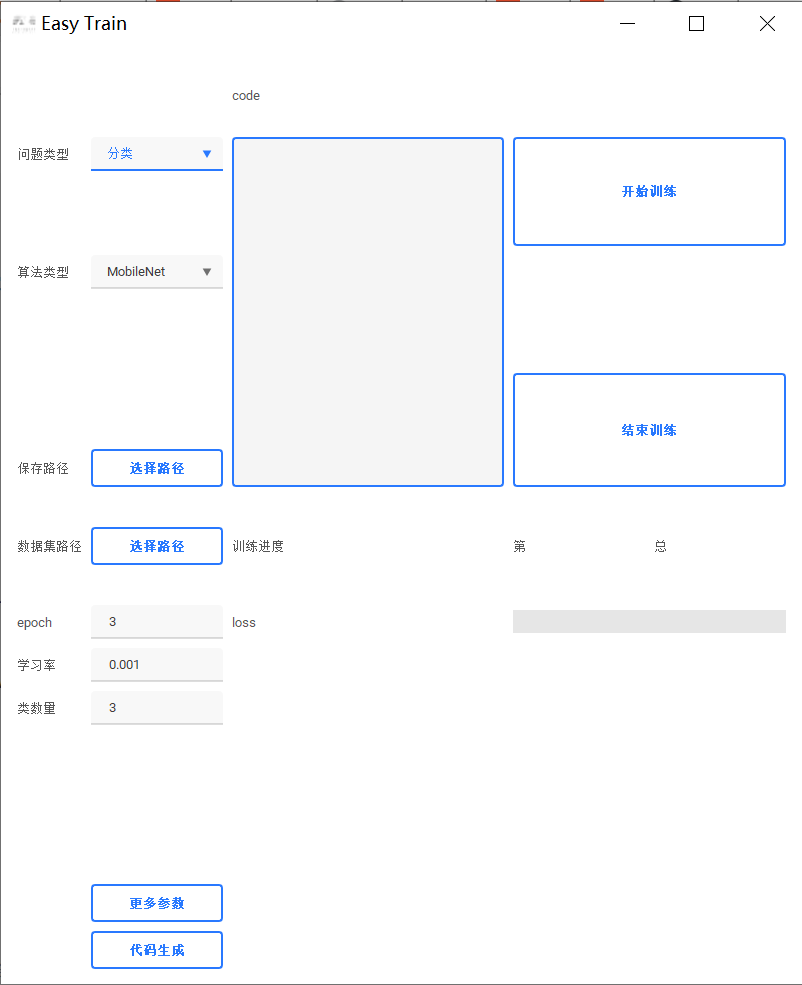 Easy Train
code
问题类型
分类
开始训练
算法类型
MobileNet
结束训练
保存路径
选择路径
数据集路径
选择路径
训练进度
第
总
epoch
3
loss
学习率
0.001
类数量
3
更多参数
代码生成